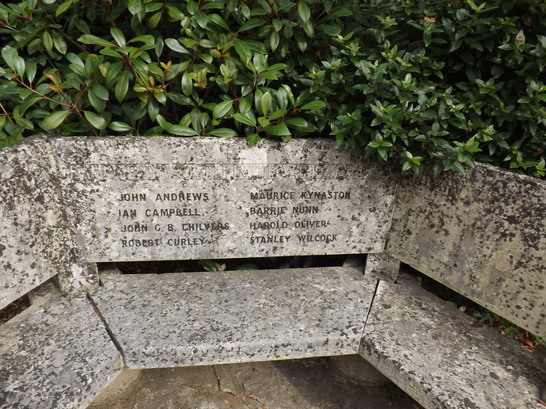 JOHN ANDREWS
IAN CAMPBELL
JOHN G. B. CHILVERS
ROBERT CURLEY
MAURICE KYNASTON
BARRIE NUNN
HAROLD OLIVER
STANLEY WILCOCK